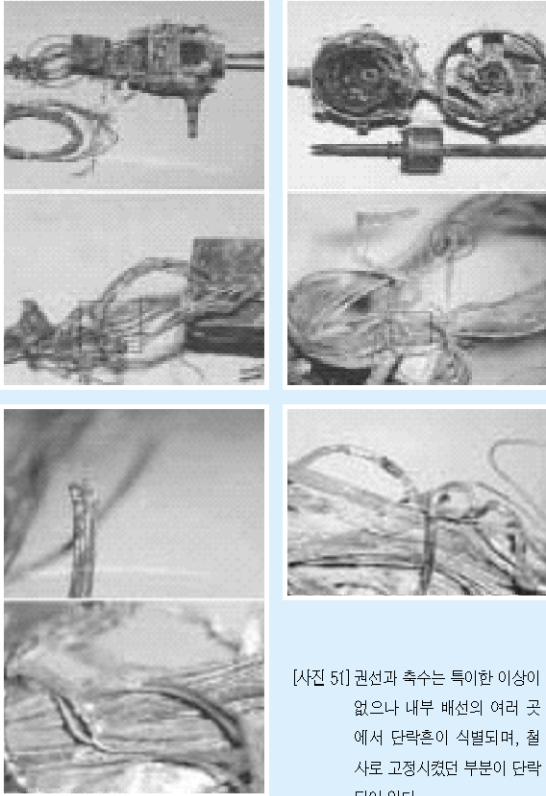 [사진 51] 권선과 축수는 특이한 이상이
없으나 내부 배선의 여러 곳
에서 단락흔이 식별되며, 철
사로 고정시켰던 부분이 단락